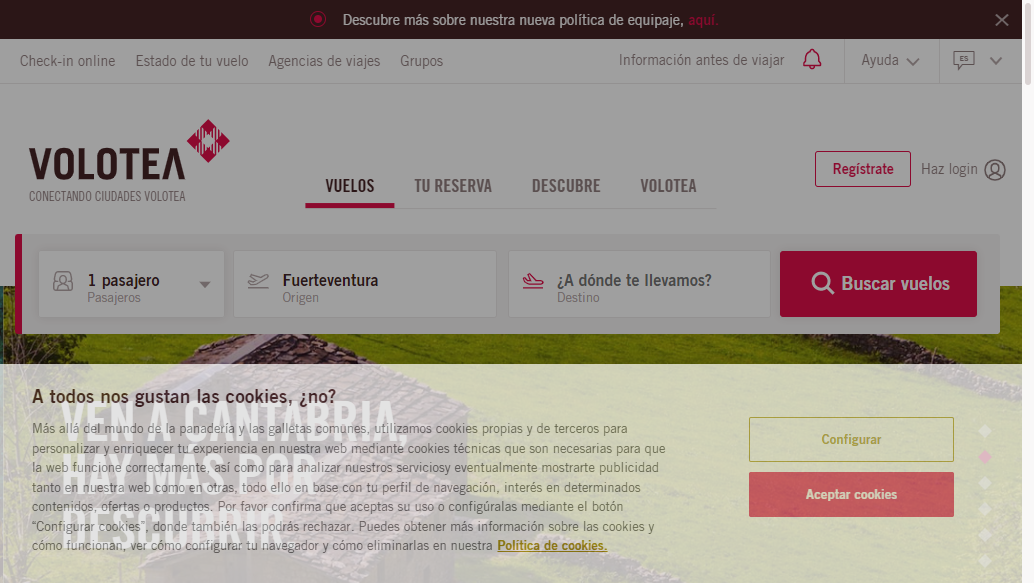 Descubre más sobre nuestra nueva política de equipaje, aquí.
Check-in online Estado de tu vuelo Agencias de viajes Grupos Información antes de viajar Ayuda ES
VOLOTEA
CONECTANDO CIUDADES VOLOTEA
VUELOS TU RESERVA DESCUBRE VOLOTEA
Regístrate Haz login
1 pasajero
Pasajeros
Fuerteventura
Origen
¿A dónde te llevamos?
Destino
Buscar vuelos
VEN A CANTABRIA,
HAY MÁS POR
DESCUBRIR
A todos nos gustan las cookies, ¿no?
Más allá del mundo de la panadería y las galletas comunes, utilizamos cookies propias y de terceros para
personalizar y enriquecer tu experiencia en nuestra web mediante cookies técnicas que son necesarias para que
la web funcione correctamente, así como para analizar nuestros serviciosy eventualmente mostrarte publicidad
tanto en nuestra web como en otras, todo ello en base con tu perfil de navegación, interés en determinados
contenidos, ofertas o productos. Por favor confirma que aceptas su uso o configúralas mediante el botón
“Configurar cookies”, donde también las podrás rechazar. Puedes obtener más información sobre las cookies y
cómo funcionan, ver cómo configurar tu navegador y cómo eliminarlas en nuestra Política de cookies.
Configurar
Aceptar cookies